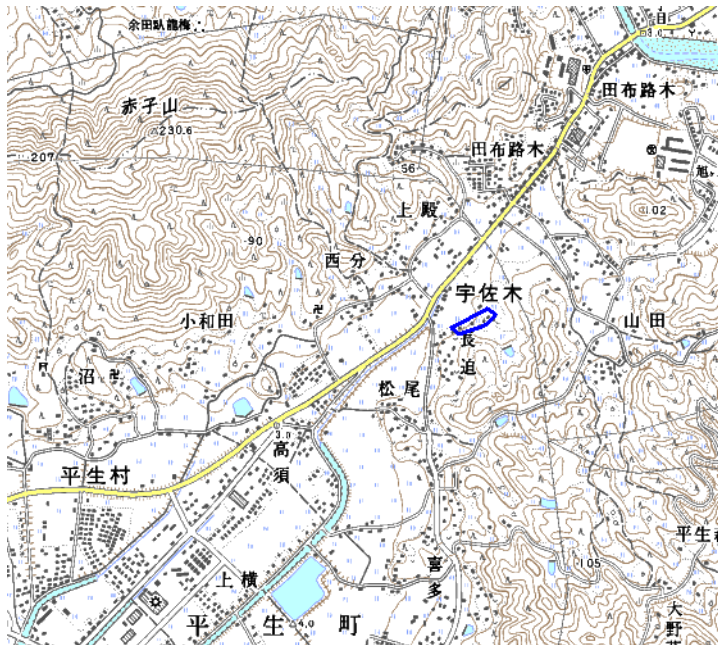 余田臥龍梅
3.0
田布路木
赤子山
230.6
田布路木
207
56
旭
上殿
102
90
西分
宇佐木
小和田
山田
長迫
沼
松尾
3.0
高須
平生村
平生
喜多
105
上横
大野
平生町
4.0